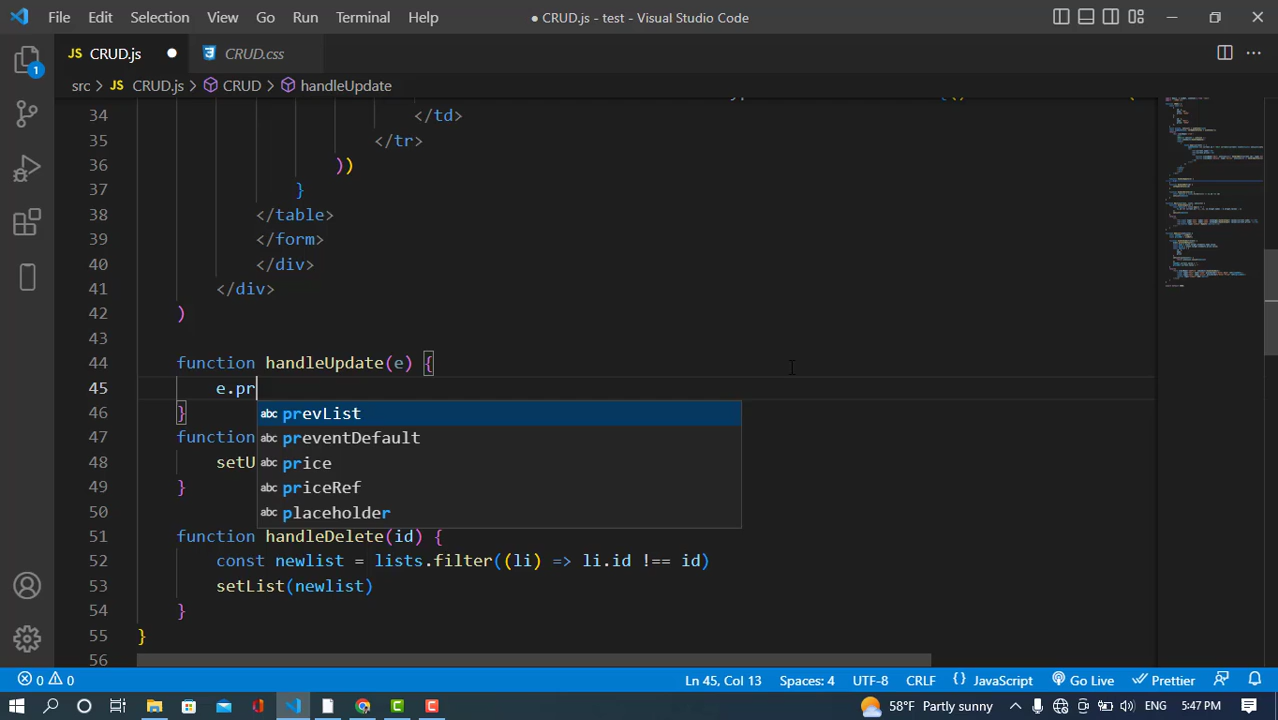 File Edit Selection View Go Run Terminal Help ● CRUD.js - test - Visual Studio Code
JS CRUD.js ● CRUD.css
src > JS CRUD.js > CRUD > handleUpdate
34 </td>
35 </tr>
36 ))
37 }
38 </table>
39 </form>
40 </div>
41 </div>
42 )
43
44 function handleUpdate(e) {
45 e.pr
abc prevList
46 }
abc preventDefault
47 function
abc price
48 setU
abc priceRef
49 }
abc placeholder
50
51 function handleDelete(id) {
52 const newlist = lists.filter((li) => li.id !== id)
53 setList(newlist)
54 }
55 }
56
1
0 0 Ln 45, Col 13 Spaces: 4 UTF-8 CRLF {} JavaScript Go Live Prettier
58°F Partly sunny 5:47 PM